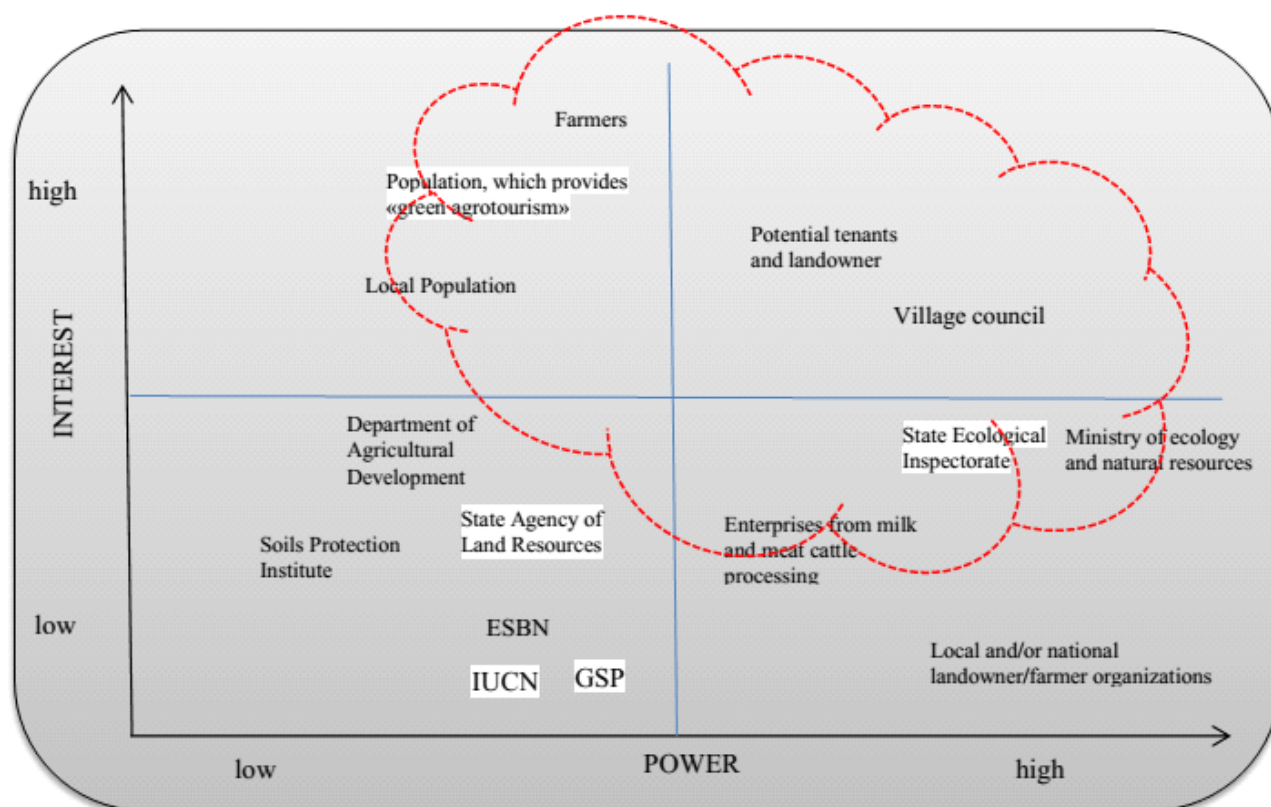 Farmers
high
Population, which provides
«green agrotourism»
Potential tenants
and landowner
Local Population
Village council
INTEREST
Department of
Agricultural
Development
State Ecological
Inspectorate
Ministry of ecology
and natural resources
State Agency of
Land Resources
Enterprises from milk
and meat cattle
processing
Soils Protection
Institute
low
ESBN
IUCN
GSP
Local and/or national
landowner/farmer organizations
low
POWER
high